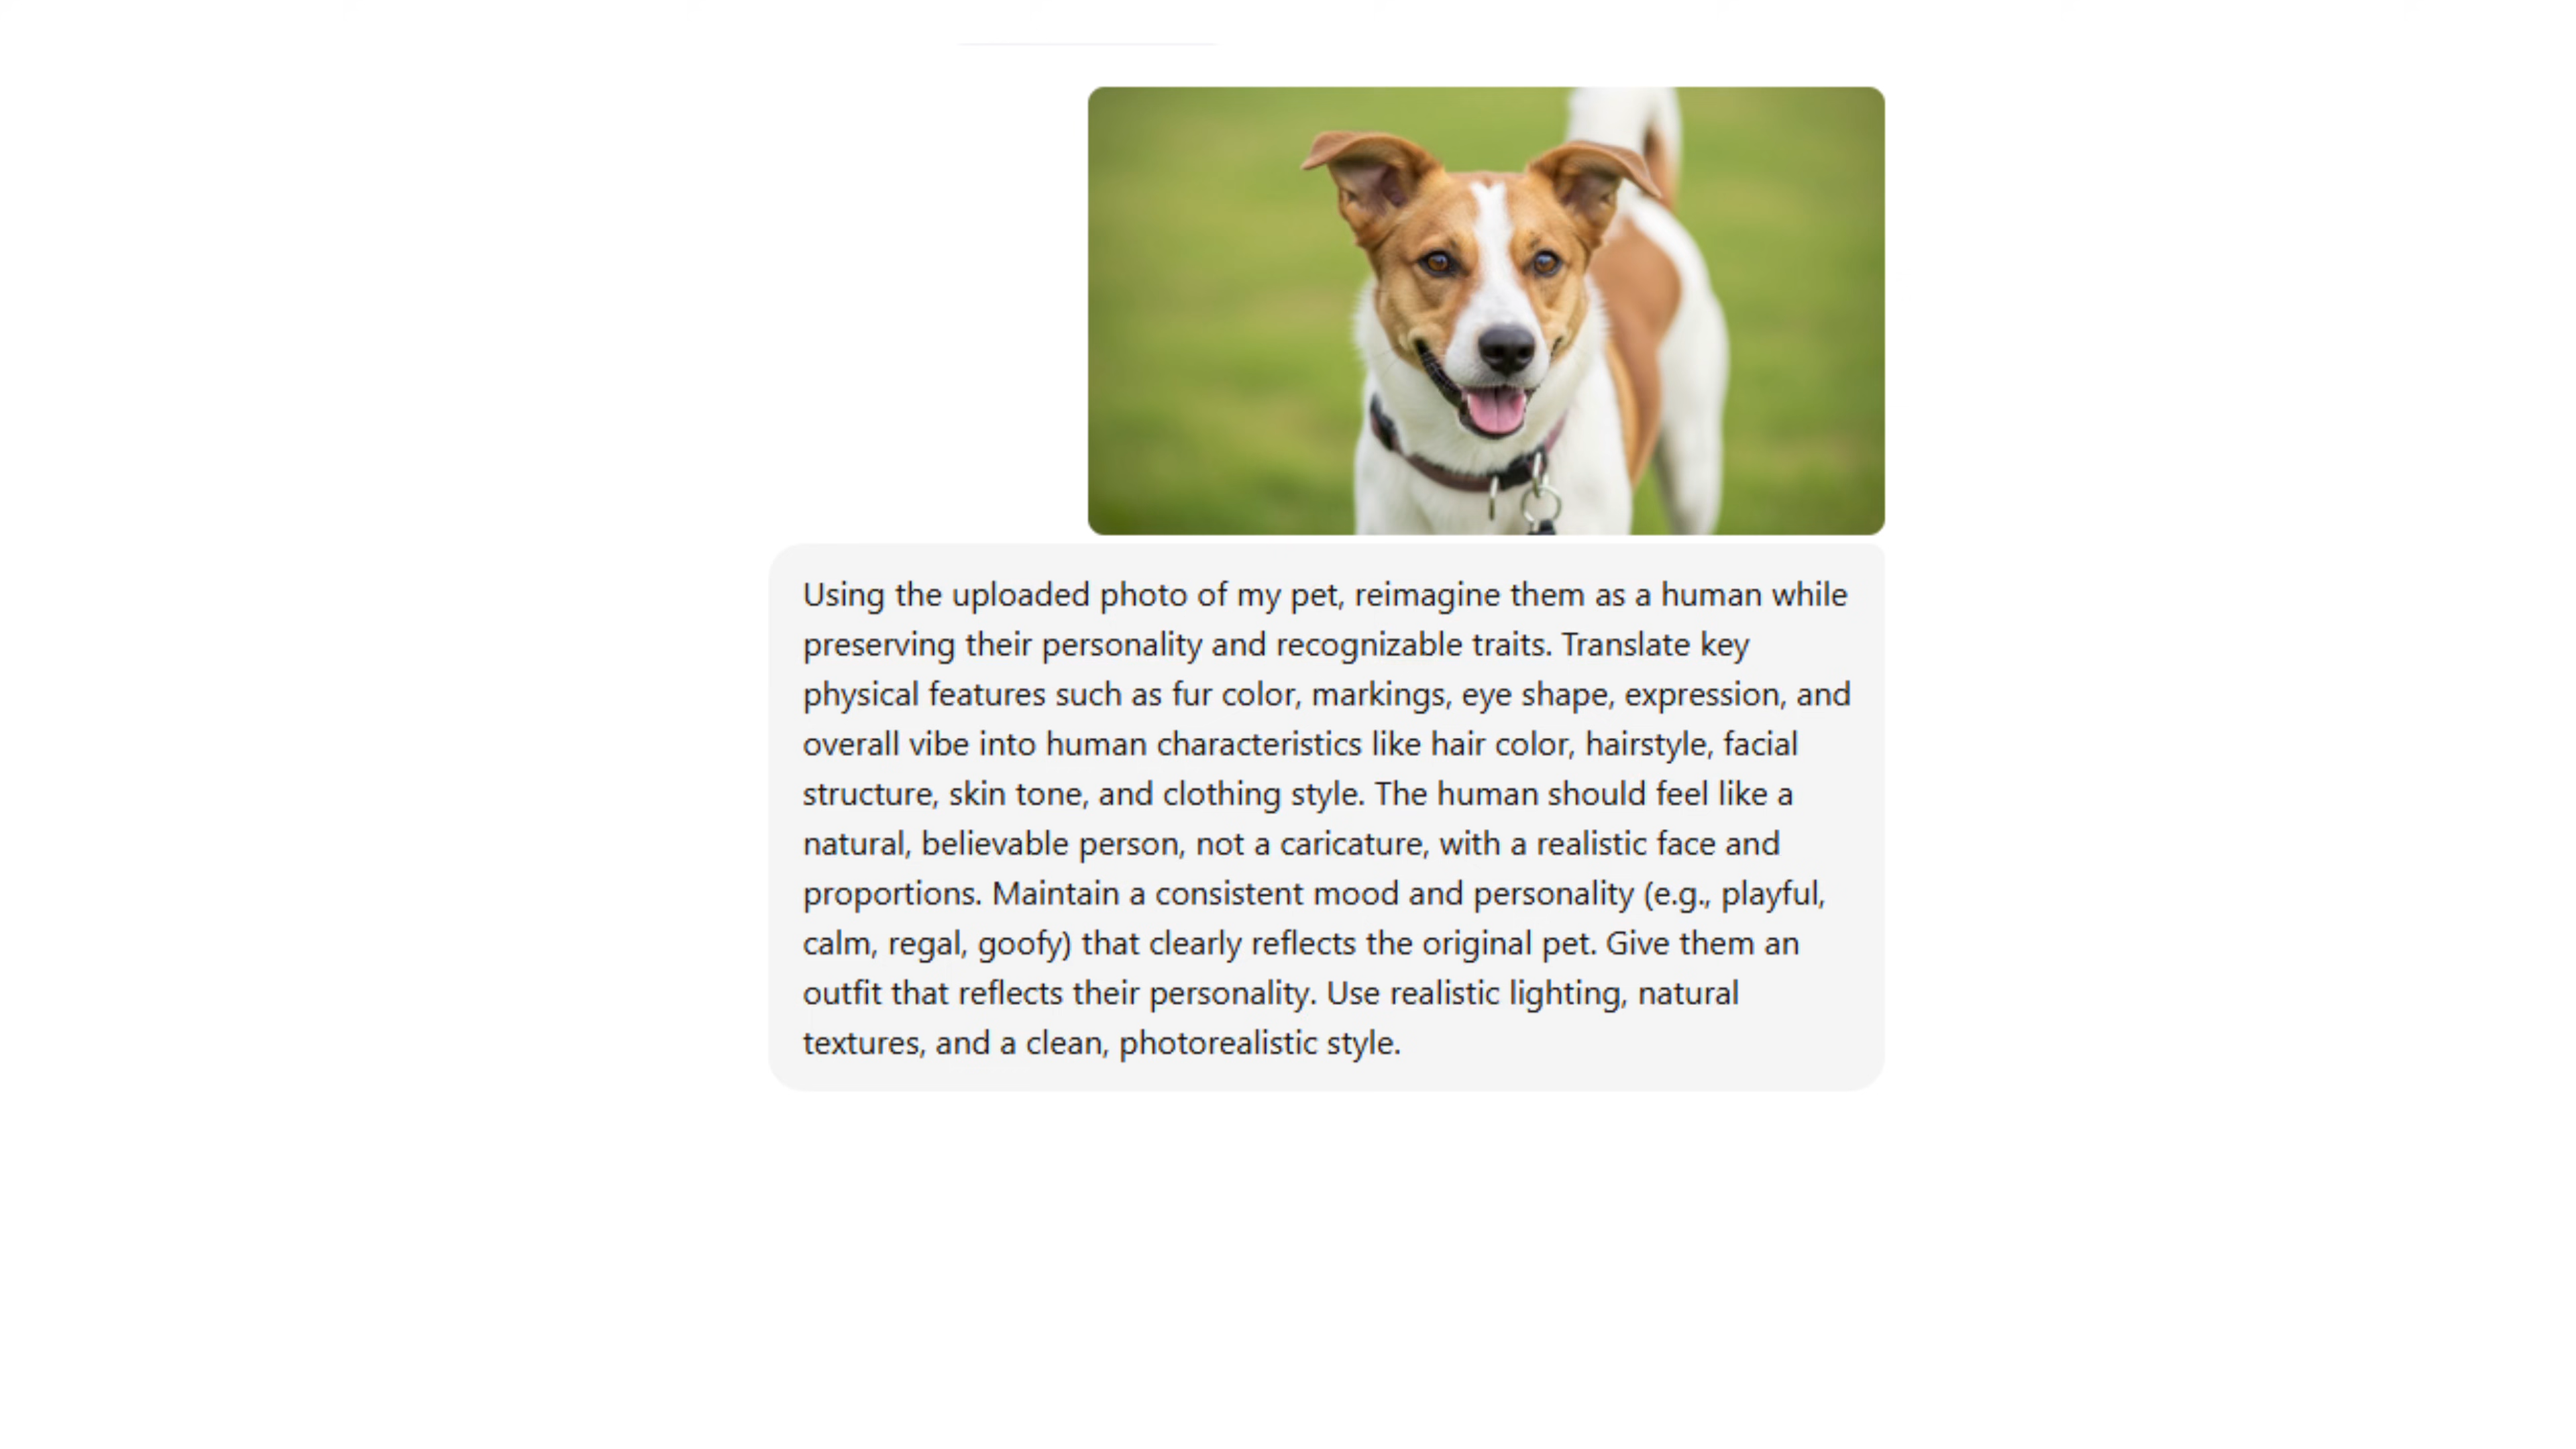 Using the uploaded photo of my pet, reimagine them as a human while
preserving their personality and recognizable traits. Translate key
physical features such as fur color, markings, eye shape, expression, and
overall vibe into human characteristics like hair color, hairstyle, facial
structure, skin tone, and clothing style. The human should feel like a
natural, believable person, not a caricature, with a realistic face and
proportions. Maintain a consistent mood and personality (e.g., playful,
calm, regal, goofy) that clearly reflects the original pet. Give them an
outfit that reflects their personality. Use realistic lighting, natural
textures, and a clean, photorealistic style.